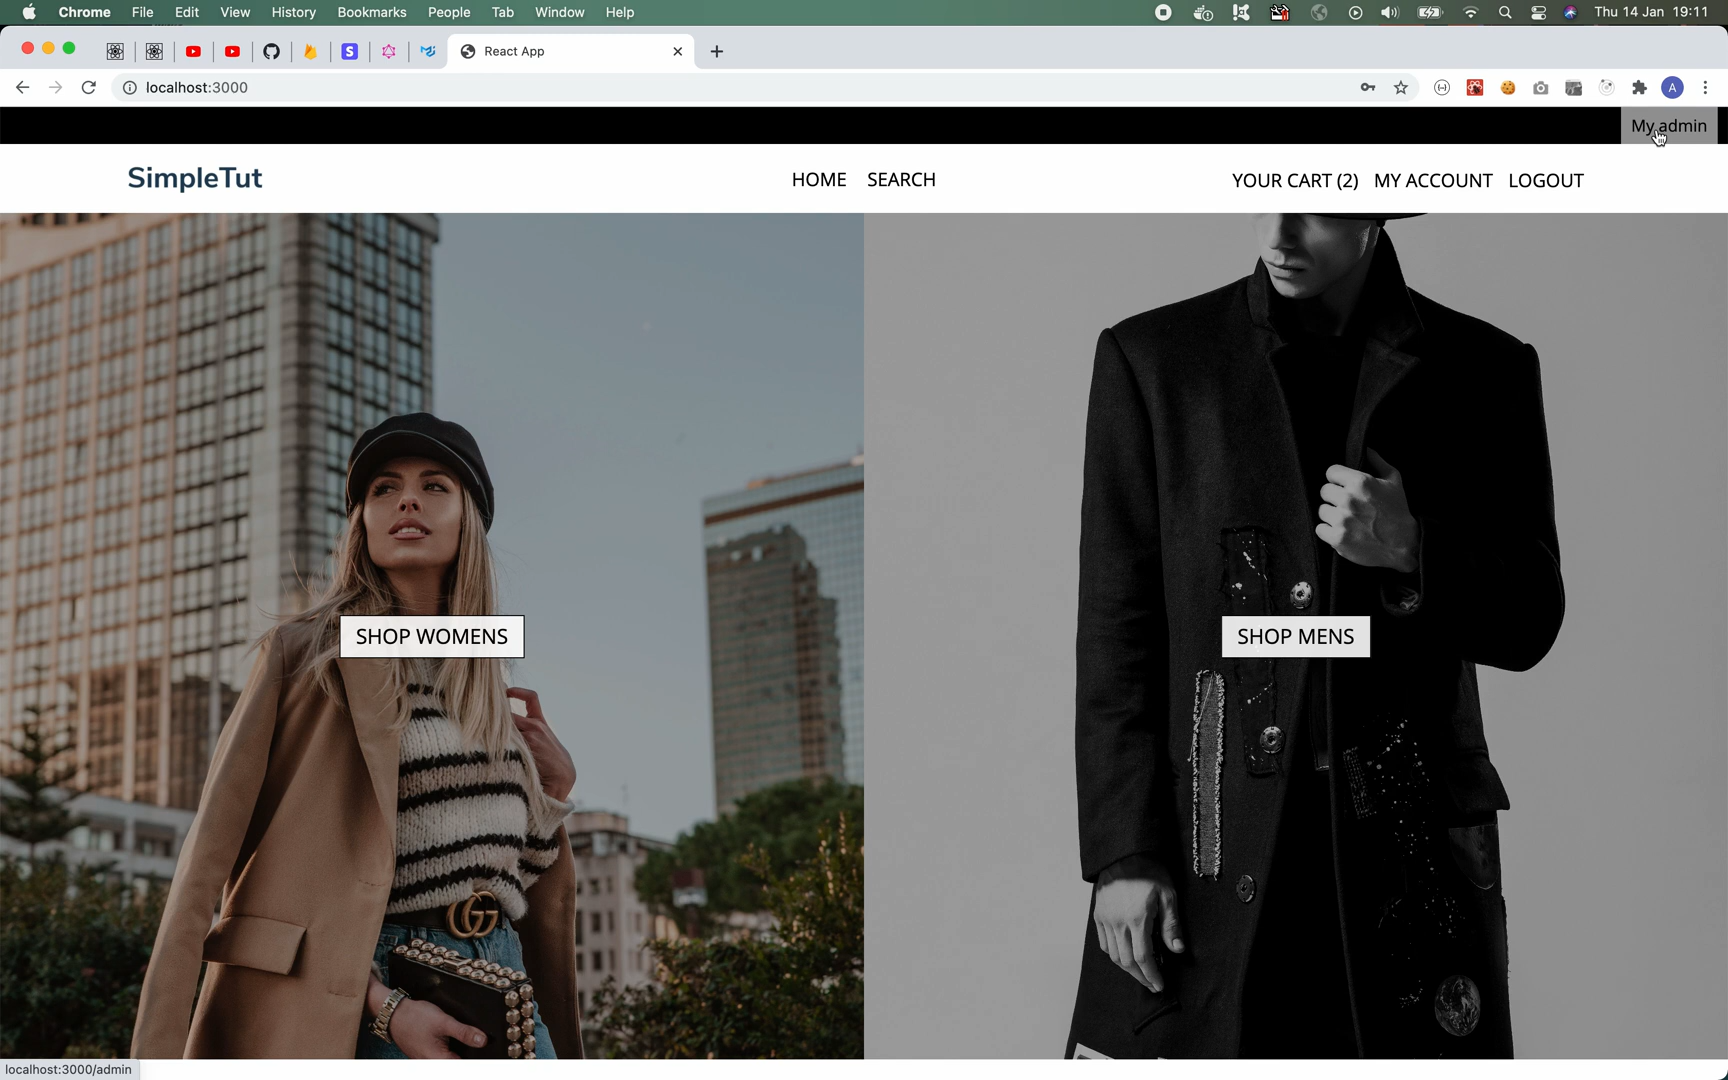 Chrome File Edit View History Bookmarks People Tab Window Help Thu 14 Jan 19:11
S React App
localhost:3000 A
My admin
SimpleTut HOME SEARCH YOUR CART (2) MY ACCOUNT LOGOUT
SHOP WOMENS SHOP MENS
localhost:3000/admin